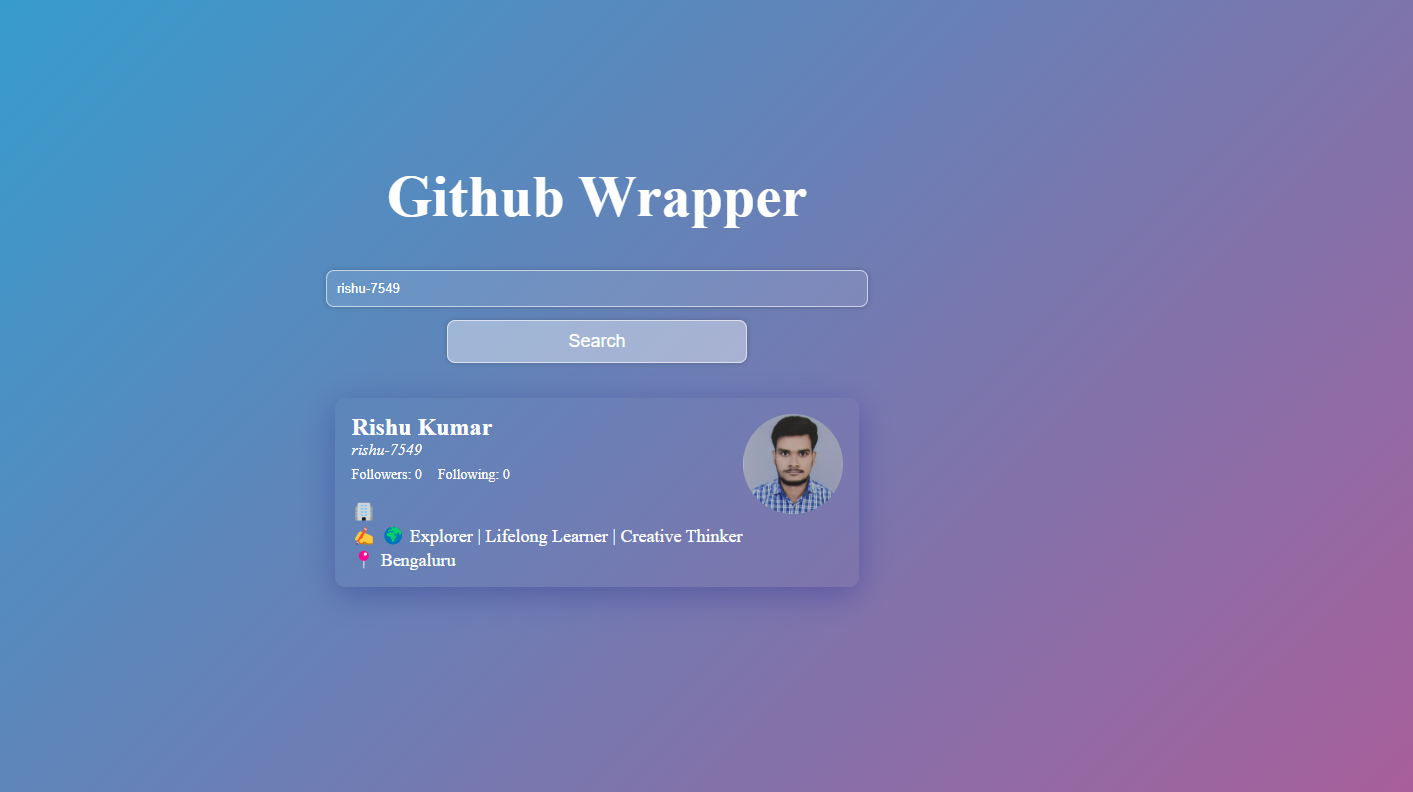 Github Wrapper
rishu-7549
Search
Rishu Kumar
rishu-7549
Followers: 0 Following: 0
🏢
✍️ 🌍 Explorer | Lifelong Learner | Creative Thinker
📍 Bengaluru